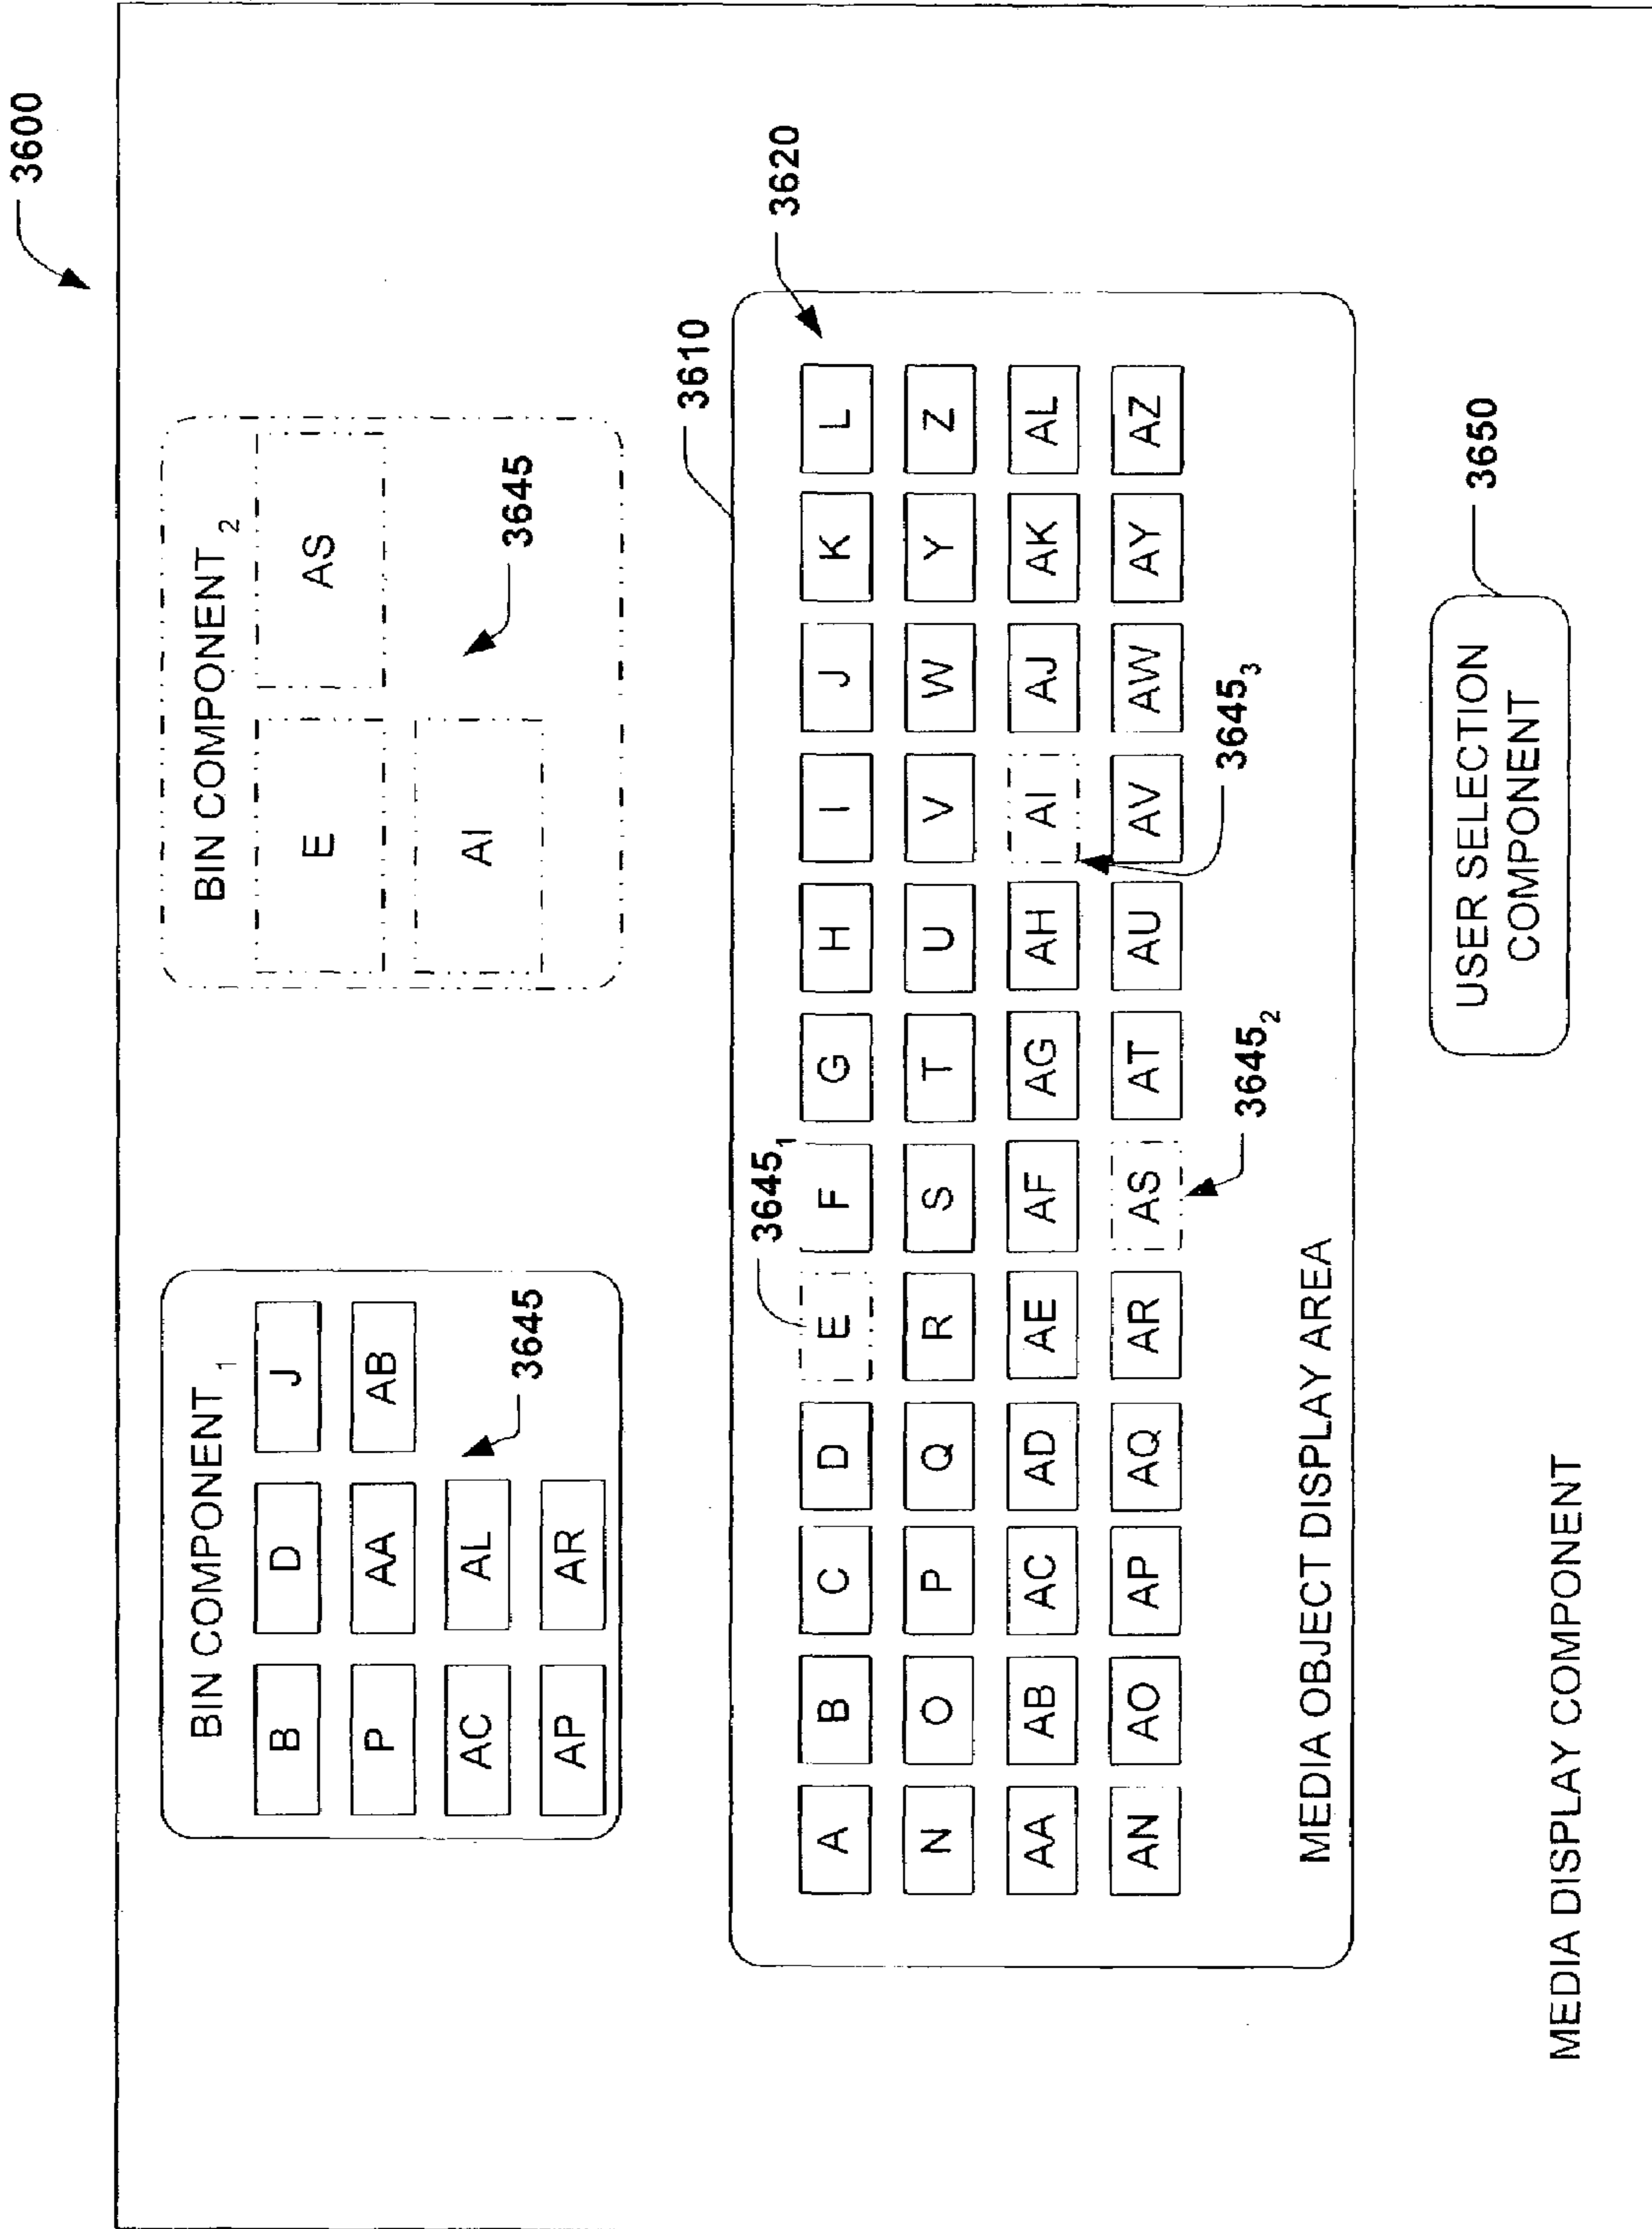 3600
BIN COMPONENT 1
B D J
P AA AB
AC AL
AP AR
3645
BIN COMPONENT 2
E AS
AI
3645
3610
3620
3645 1
A B C D E F G H I J K L
N O P Q R S T U V W Y Z
AA AB AC AD AE AF AG AH AI AJ AK AL
AN AO AP AQ AR AS AT AU AV AW AY AZ
3645 2
3645 3
MEDIA OBJECT DISPLAY AREA
USER SELECTION
COMPONENT
3650
MEDIA DISPLAY COMPONENT